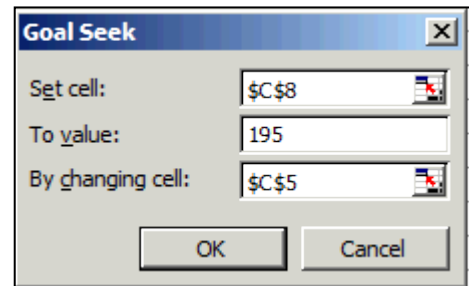 Goal Seek
Set cell: $C$8
To value: 195
By changing cell: $C$5
OK Cancel